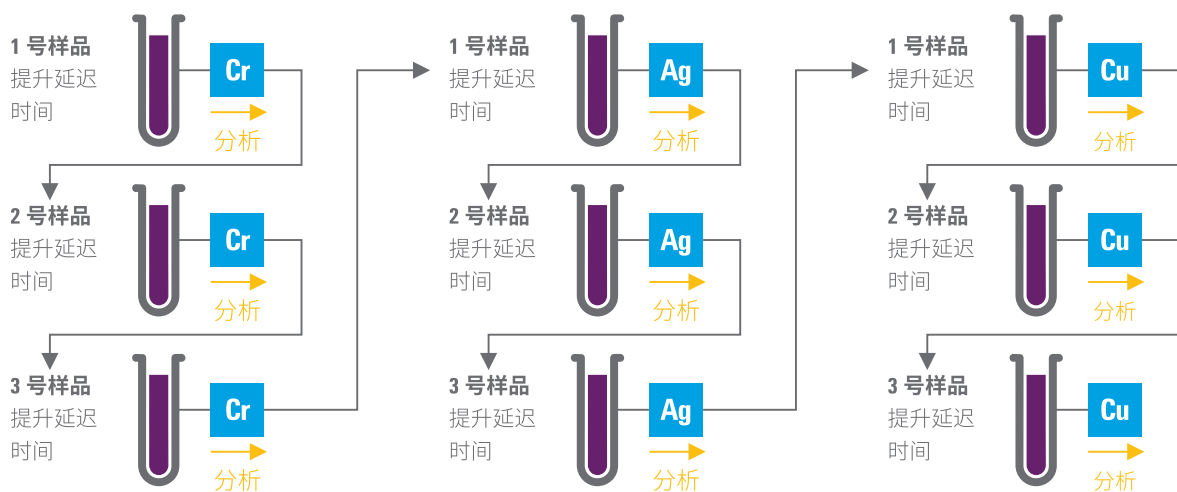 1 号样品
提升延迟
时间
Cr
分析
2 号样品
提升延迟
时间
Cr
分析
3 号样品
提升延迟
时间
Cr
分析
1 号样品
提升延迟
时间
Ag
分析
2 号样品
提升延迟
时间
Ag
分析
3 号样品
提升延迟
时间
Ag
分析
1 号样品
提升延迟
时间
Cu
分析
2 号样品
提升延迟
时间
Cu
分析
3 号样品
提升延迟
时间
Cu
分析